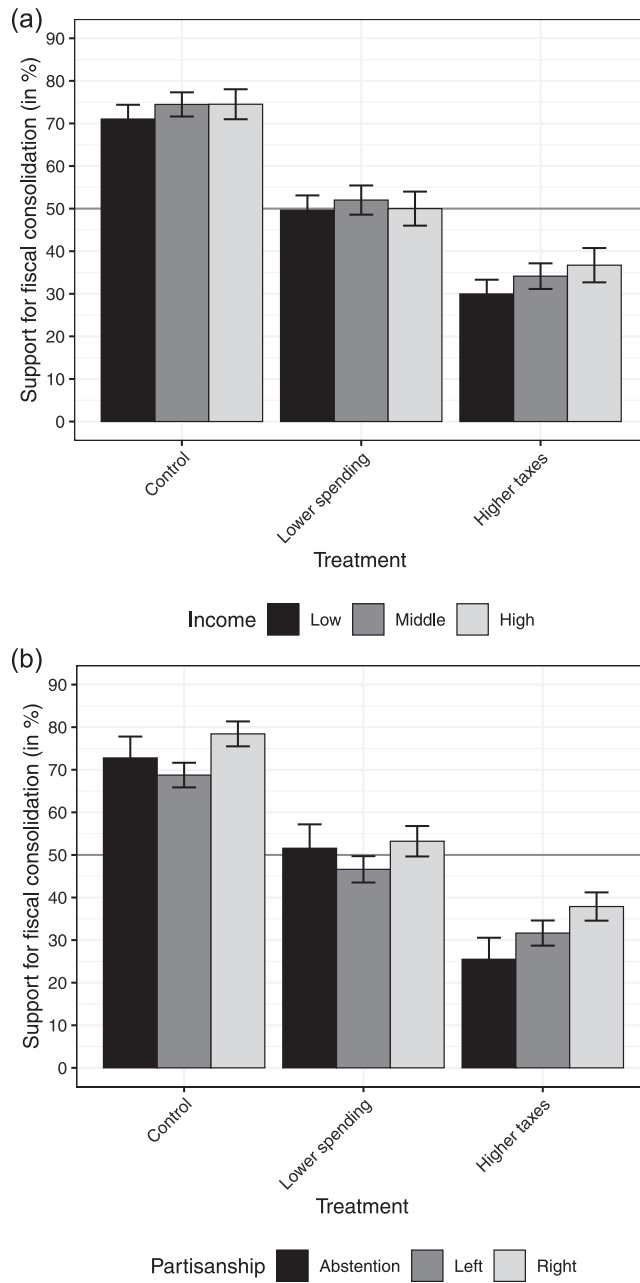 (a)
Support for fiscal consolidation (in %)
90
80
70
60
50
40
30
20
10
0
Control
Lower spending
Higher taxes
Treatment
Income Low Middle High
(b)
Support for fiscal consolidation (in %)
90
80
70
60
50
40
30
20
10
0
Control
Lower spending
Higher taxes
Treatment
Partisanship Abstention Left Right